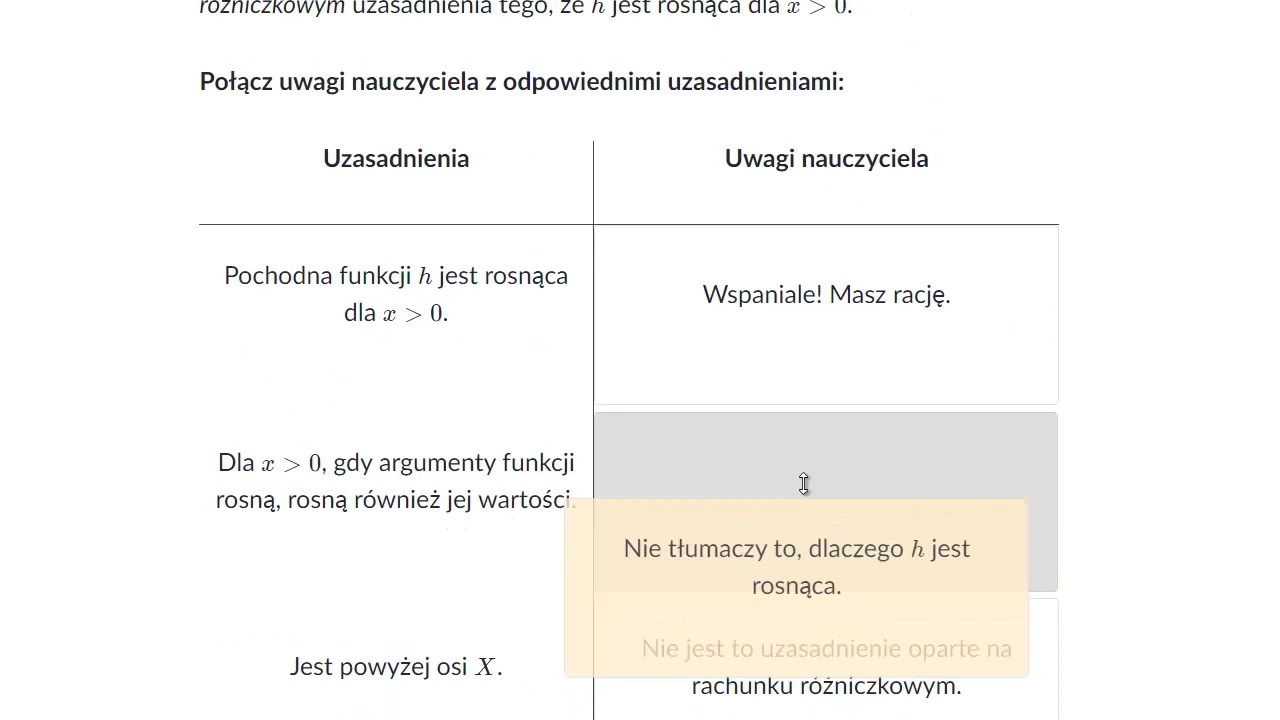 różniczkowym uzasadnienia tego, że h jest rosnąca dla x > 0.
Połącz uwagi nauczyciela z odpowiednimi uzasadnieniami:
Uzasadnienia
Uwagi nauczyciela
Pochodna funkcji h jest rosnąca
dla x > 0.
Wspaniale! Masz rację.
Dla x > 0, gdy argumenty funkcji
rosną, rosną również jej wartości.
Nie tłumaczy to, dlaczego h jest
rosnąca.
Jest powyżej osi X.
Nie jest to uzasadnienie oparte na
rachunku różniczkowym.